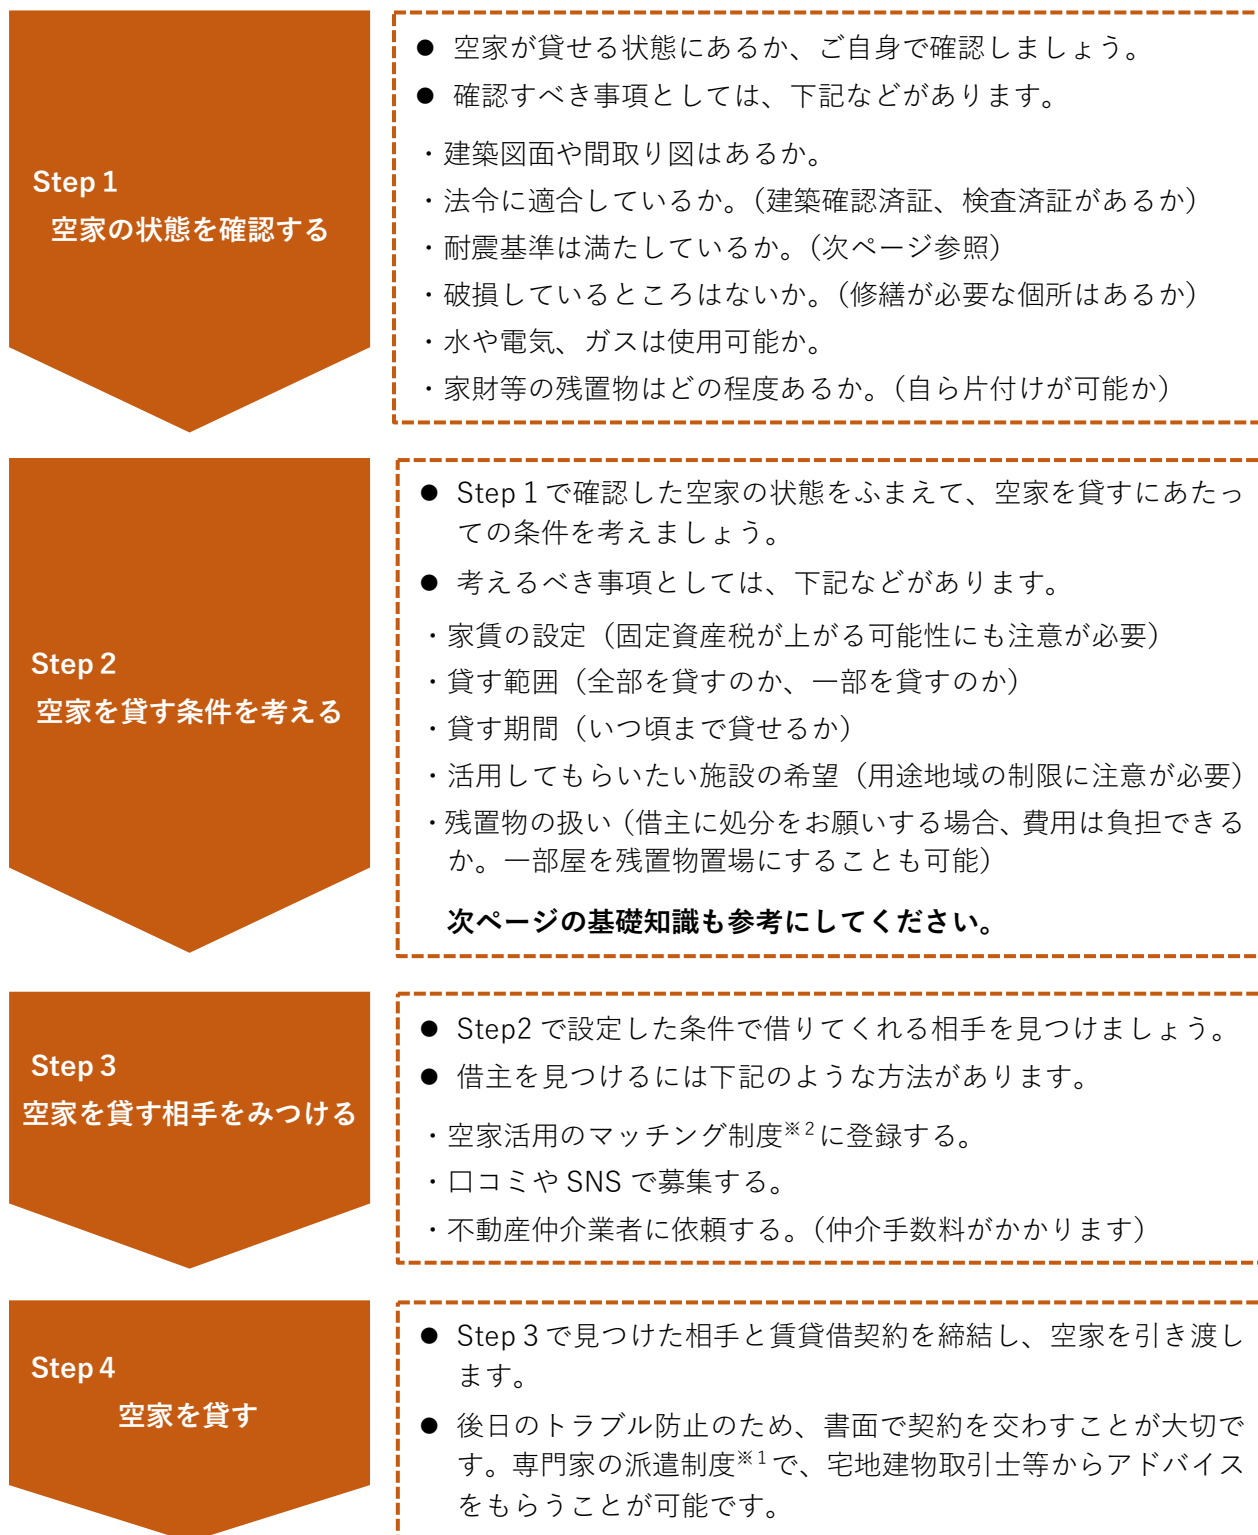 Step１
空家の状態を確認する
● 空家が貸せる状態にあるか、ご自身で確認しましょう。
● 確認すべき事項としては、下記などがあります。
・建築図面や間取り図はあるか。
・法令に適合しているか。（建築確認済証、検査済証があるか）
・耐震基準は満たしているか。（次ページ参照）
・破損しているところはないか。（修繕が必要な個所はあるか）
・水や電気、ガスは使用可能か。
・家財等の残置物はどの程度あるか。（自ら片付けが可能か）
Step２
空家を貸す条件を考える
● Step１で確認した空家の状態をふまえて、空家を貸すにあたっ
ての条件を考えましょう。
● 考えるべき事項としては、下記などがあります。
・家賃の設定（固定資産税が上がる可能性にも注意が必要）
・貸す範囲（全部を貸すのか、一部を貸すのか）
・貸す期間（いつ頃まで貸せるか）
・活用してもらいたい施設の希望（用途地域の制限に注意が必要）
・残置物の扱い（借主に処分をお願いする場合、費用は負担できる
か。一部屋を残置物置場にすることも可能）
次ページの基礎知識も参考にしてください。
Step３
空家を貸す相手をみつける
● Step2 で設定した条件で借りてくれる相手を見つけましょう。
● 借主を見つけるには下記のような方法があります。
・空家活用のマッチング制度※２に登録する。
・口コミや SNS で募集する。
・不動産仲介業者に依頼する。（仲介手数料がかかります）
Step４
空家を貸す
● Step３で見つけた相手と賃貸借契約を締結し、空家を引き渡し
ます。
● 後日のトラブル防止のため、書面で契約を交わすことが大切で
す。専門家の派遣制度※１で、宅地建物取引士等からアドバイス
をもらうことが可能です。